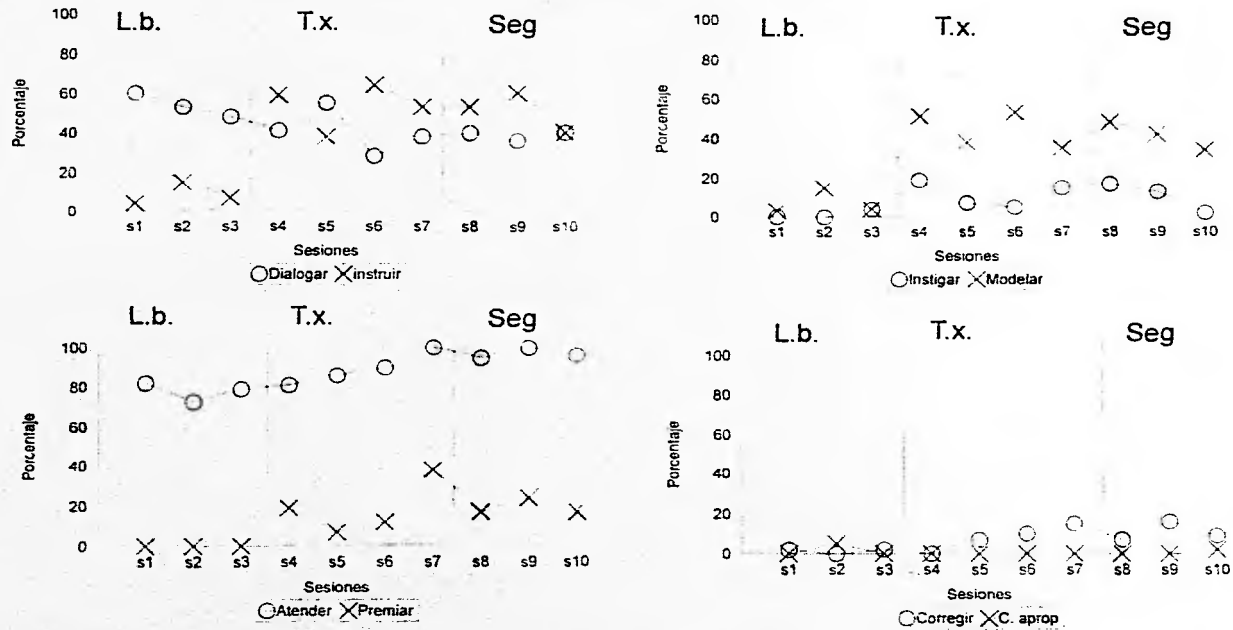 L.b. T.x. Seg
100
80
60
40
20
0
Porcentaje
s1 s2 s3 s4 s5 s6 s7 s8 s9 s10
Sesiones
Dialogar instruir
L.b. T.x. Seg
100
80
60
40
20
0
Porcentaje
s1 s2 s3 s4 s5 s6 s7 s8 s9 s10
Sesiones
Instigar Modelar
L.b. T.x. Seg
100
80
60
40
20
0
Porcentaje
s1 s2 s3 s4 s5 s6 s7 s8 s9 s10
Sesiones
Atender Premiar
L.b. T.x. Seg
100
80
60
40
20
0
Porcentaje
s1 s2 s3 s4 s5 s6 s7 s8 s9 s10
Sesiones
Corregir C. aprop